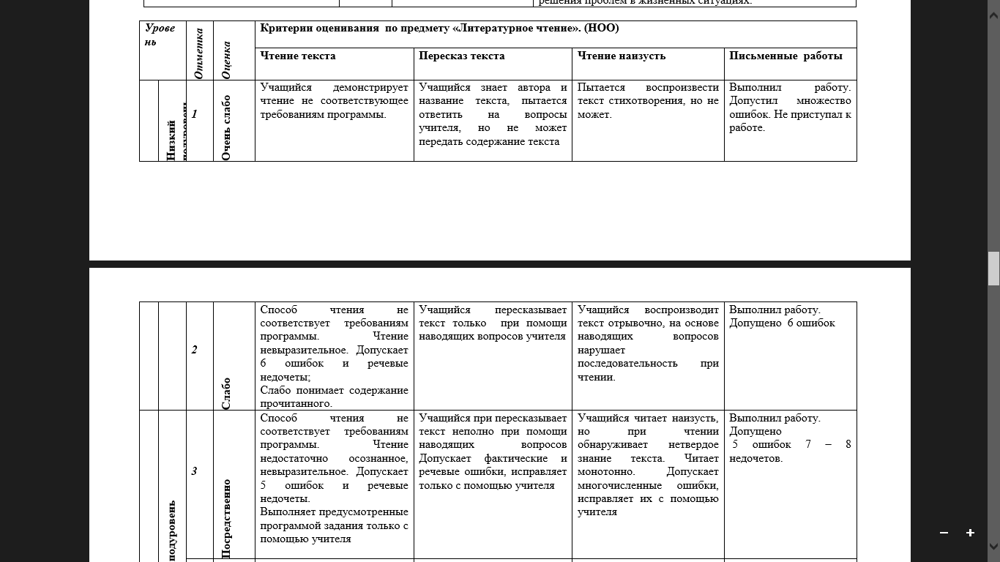 решения проблем в жизненных ситуациях.
Урове
нь
Отметка
Оценка
Критерии оценивания  по предмету «Литературное чтение». (НОО)
Чтение текста
Пересказ текста
Чтение наизусть
Письменные  работы
Низкий
подуровень
1
Очень слабо
Учащийся демонстрирует
чтение не соответствующее
требованиям программы.
Учащийся знает автора и
название текста, пытается
ответить на вопросы
учителя, но не может
передать содержание текста
Пытается воспроизвести
текст стихотворения, но не
может.
Выполнил работу.
Допустил множество
ошибок. Не приступал к
работе.
2
Слабо
Способ чтения не
соответствует требованиям
программы. Чтение
невыразительное. Допускает
6 ошибок и речевые
недочеты;
Слабо понимает содержание
прочитанного.
Учащийся пересказывает
текст только  при помощи
наводящих вопросов учителя
Учащийся воспроизводит
текст отрывочно, на основе
наводящих вопросов
нарушает
последовательность при
чтении.
Выполнил работу.
Допущено  6 ошибок
подуровень
3
Посредственно
Способ чтения не
соответствует требованиям
программы. Чтение
недостаточно осознанное,
невыразительное. Допускает
5 ошибок и речевые
недочеты.
Выполняет предусмотренные
программой задания только с
помощью учителя
Учащийся при пересказывает
текст неполно при помощи
наводящих вопросов
Допускает фактические и
речевые ошибки, исправляет
только с помощью учителя
Учащийся читает наизусть,
но при чтении
обнаруживает нетвердое
знание текста. Читает
монотонно. Допускает
многочисленные ошибки,
исправляет их с помощью
учителя
Выполнил работу.
Допущено
5 ошибок 7 – 8
недочетов.